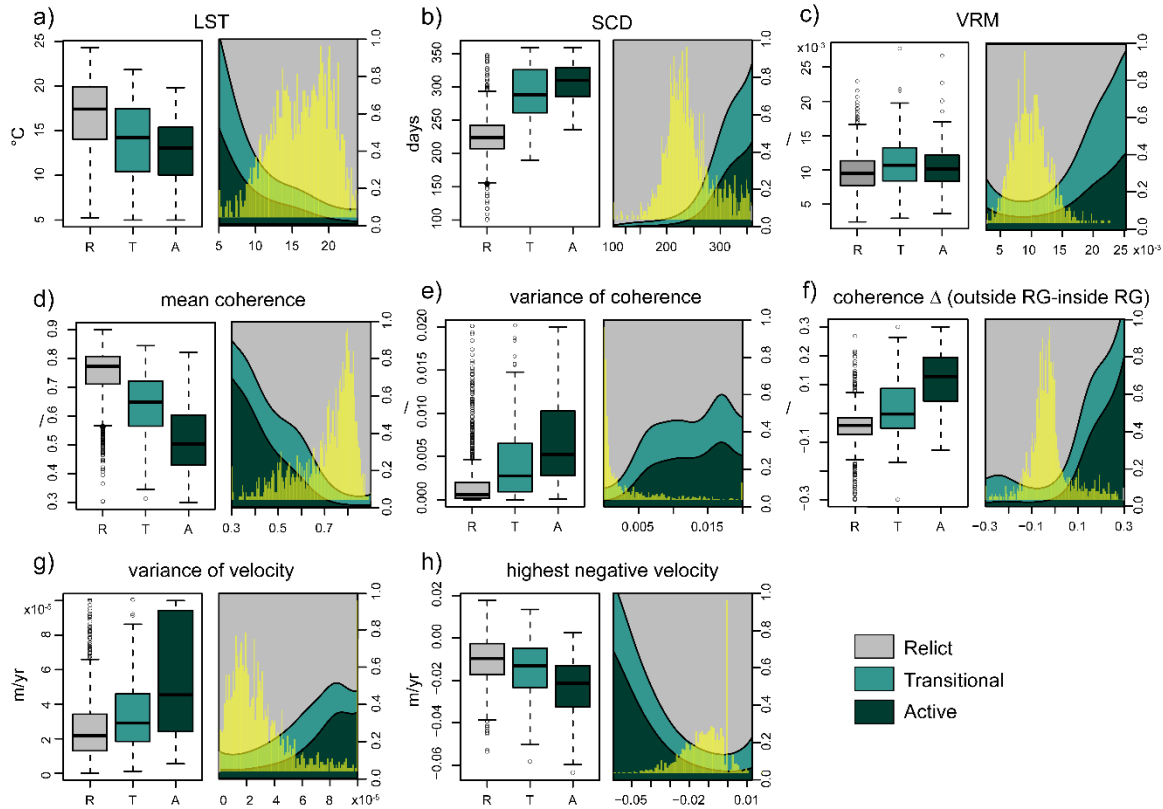 a) LST
b) SCD
c) VRM
°C
25
20
15
10
5
R T A
5 10 15 20
0.0 0.2 0.4 0.6 0.8 1.0
days
350
300
250
200
150
100
R T A
100 200 300
0.0 0.2 0.4 0.6 0.8 1.0
x10⁻³
/
25
20
15
10
5
R T A
5 10 15 20 25 x10⁻³
0.0 0.2 0.4 0.6 0.8 1.0
d) mean coherence
e) variance of coherence
f) coherence Δ (outside RG-inside RG)
/
0.9
0.8
0.7
0.6
0.5
0.4
0.3
R T A
0.3 0.5 0.7
0.0 0.2 0.4 0.6 0.8 1.0
/
0.020
0.015
0.010
0.005
0.000
R T A
0.005 0.015
0.0 0.2 0.4 0.6 0.8 1.0
/
0.3
0.1
−0.1
−0.3
R T A
−0.3 −0.1 0.1 0.3
0.0 0.2 0.4 0.6 0.8 1.0
g) variance of velocity
h) highest negative velocity
m/yr
x10⁻⁵
8
6
4
2
0
R T A
0 2 4 6 8 x10⁻⁵
0.0 0.2 0.4 0.6 0.8 1.0
m/yr
0.02
0.00
−0.02
−0.04
−0.06
R T A
−0.05 −0.02 0.01
0.0 0.2 0.4 0.6 0.8 1.0
Relict
Transitional
Active